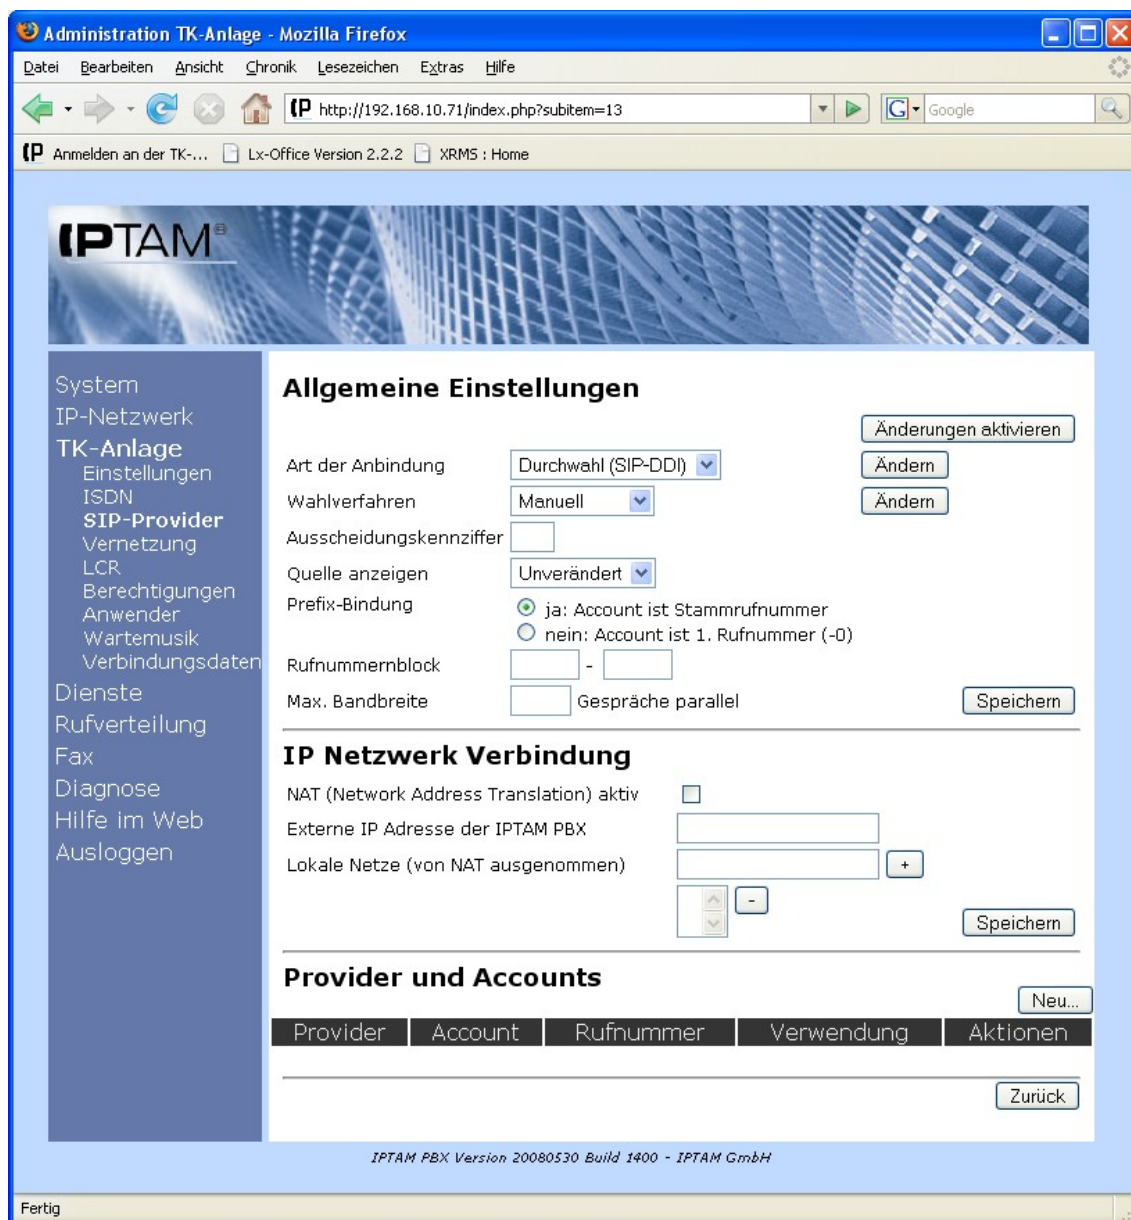 Administration TK-Anlage - Mozilla Firefox
Datei Bearbeiten Ansicht Chronik Lesezeichen Extras Hilfe
http://192.168.10.71/index.php?subitem=13
Google
Anmelden an der TK-... Lx-Office Version 2.2.2 XRMS : Home
IPTAM®
System
IP-Netzwerk
TK-Anlage
Einstellungen
ISDN
SIP-Provider
Vernetzung
LCR
Berechtigungen
Anwender
Wartemusik
Verbindungsdaten
Dienste
Rufverteilung
Fax
Diagnose
Hilfe im Web
Ausloggen
Allgemeine Einstellungen
Änderungen aktivieren
Art der Anbindung Durchwahl (SIP-DDI) Ändern
Wahlverfahren Manuell Ändern
Ausscheidungskennziffer
Quelle anzeigen Unverändert
Prefix-Bindung ja: Account ist Stammrufnummer
nein: Account ist 1. Rufnummer (-0)
Rufnummernblock -
Max. Bandbreite Gespräche parallel Speichern
IP Netzwerk Verbindung
NAT (Network Address Translation) aktiv
Externe IP Adresse der IPTAM PBX
Lokale Netze (von NAT ausgenommen) +
-
Speichern
Provider und Accounts
Neu...
Provider Account Rufnummer Verwendung Aktionen
Zurück
IPTAM PBX Version 20080530 Build 1400 - IPTAM GmbH
Fertig